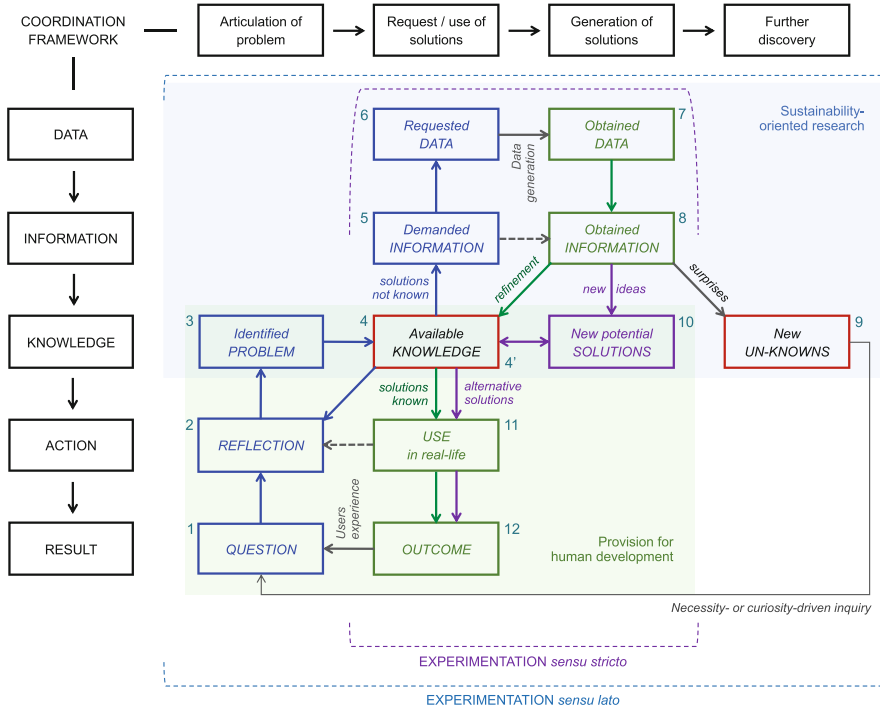 COORDINATION
FRAMEWORK
Articulation of
problem
Request / use of
solutions
Generation of
solutions
Further
discovery
DATA
INFORMATION
KNOWLEDGE
ACTION
RESULT
Sustainability-
oriented research
6
Requested
DATA
Data
generation
7
Obtained
DATA
5
Demanded
INFORMATION
8
Obtained
INFORMATION
solutions
not known
refinement
new ideas
surprises
3
Identified
PROBLEM
4
Available
KNOWLEDGE
4'
10
New potential
SOLUTIONS
9
New
UN-KNOWNS
solutions
known
alternative
solutions
2
REFLECTION
11
USE
in real-life
Users
experience
1
QUESTION
12
OUTCOME
Provision for
human development
Necessity- or curiosity-driven inquiry
EXPERIMENTATION sensu stricto
EXPERIMENTATION sensu lato